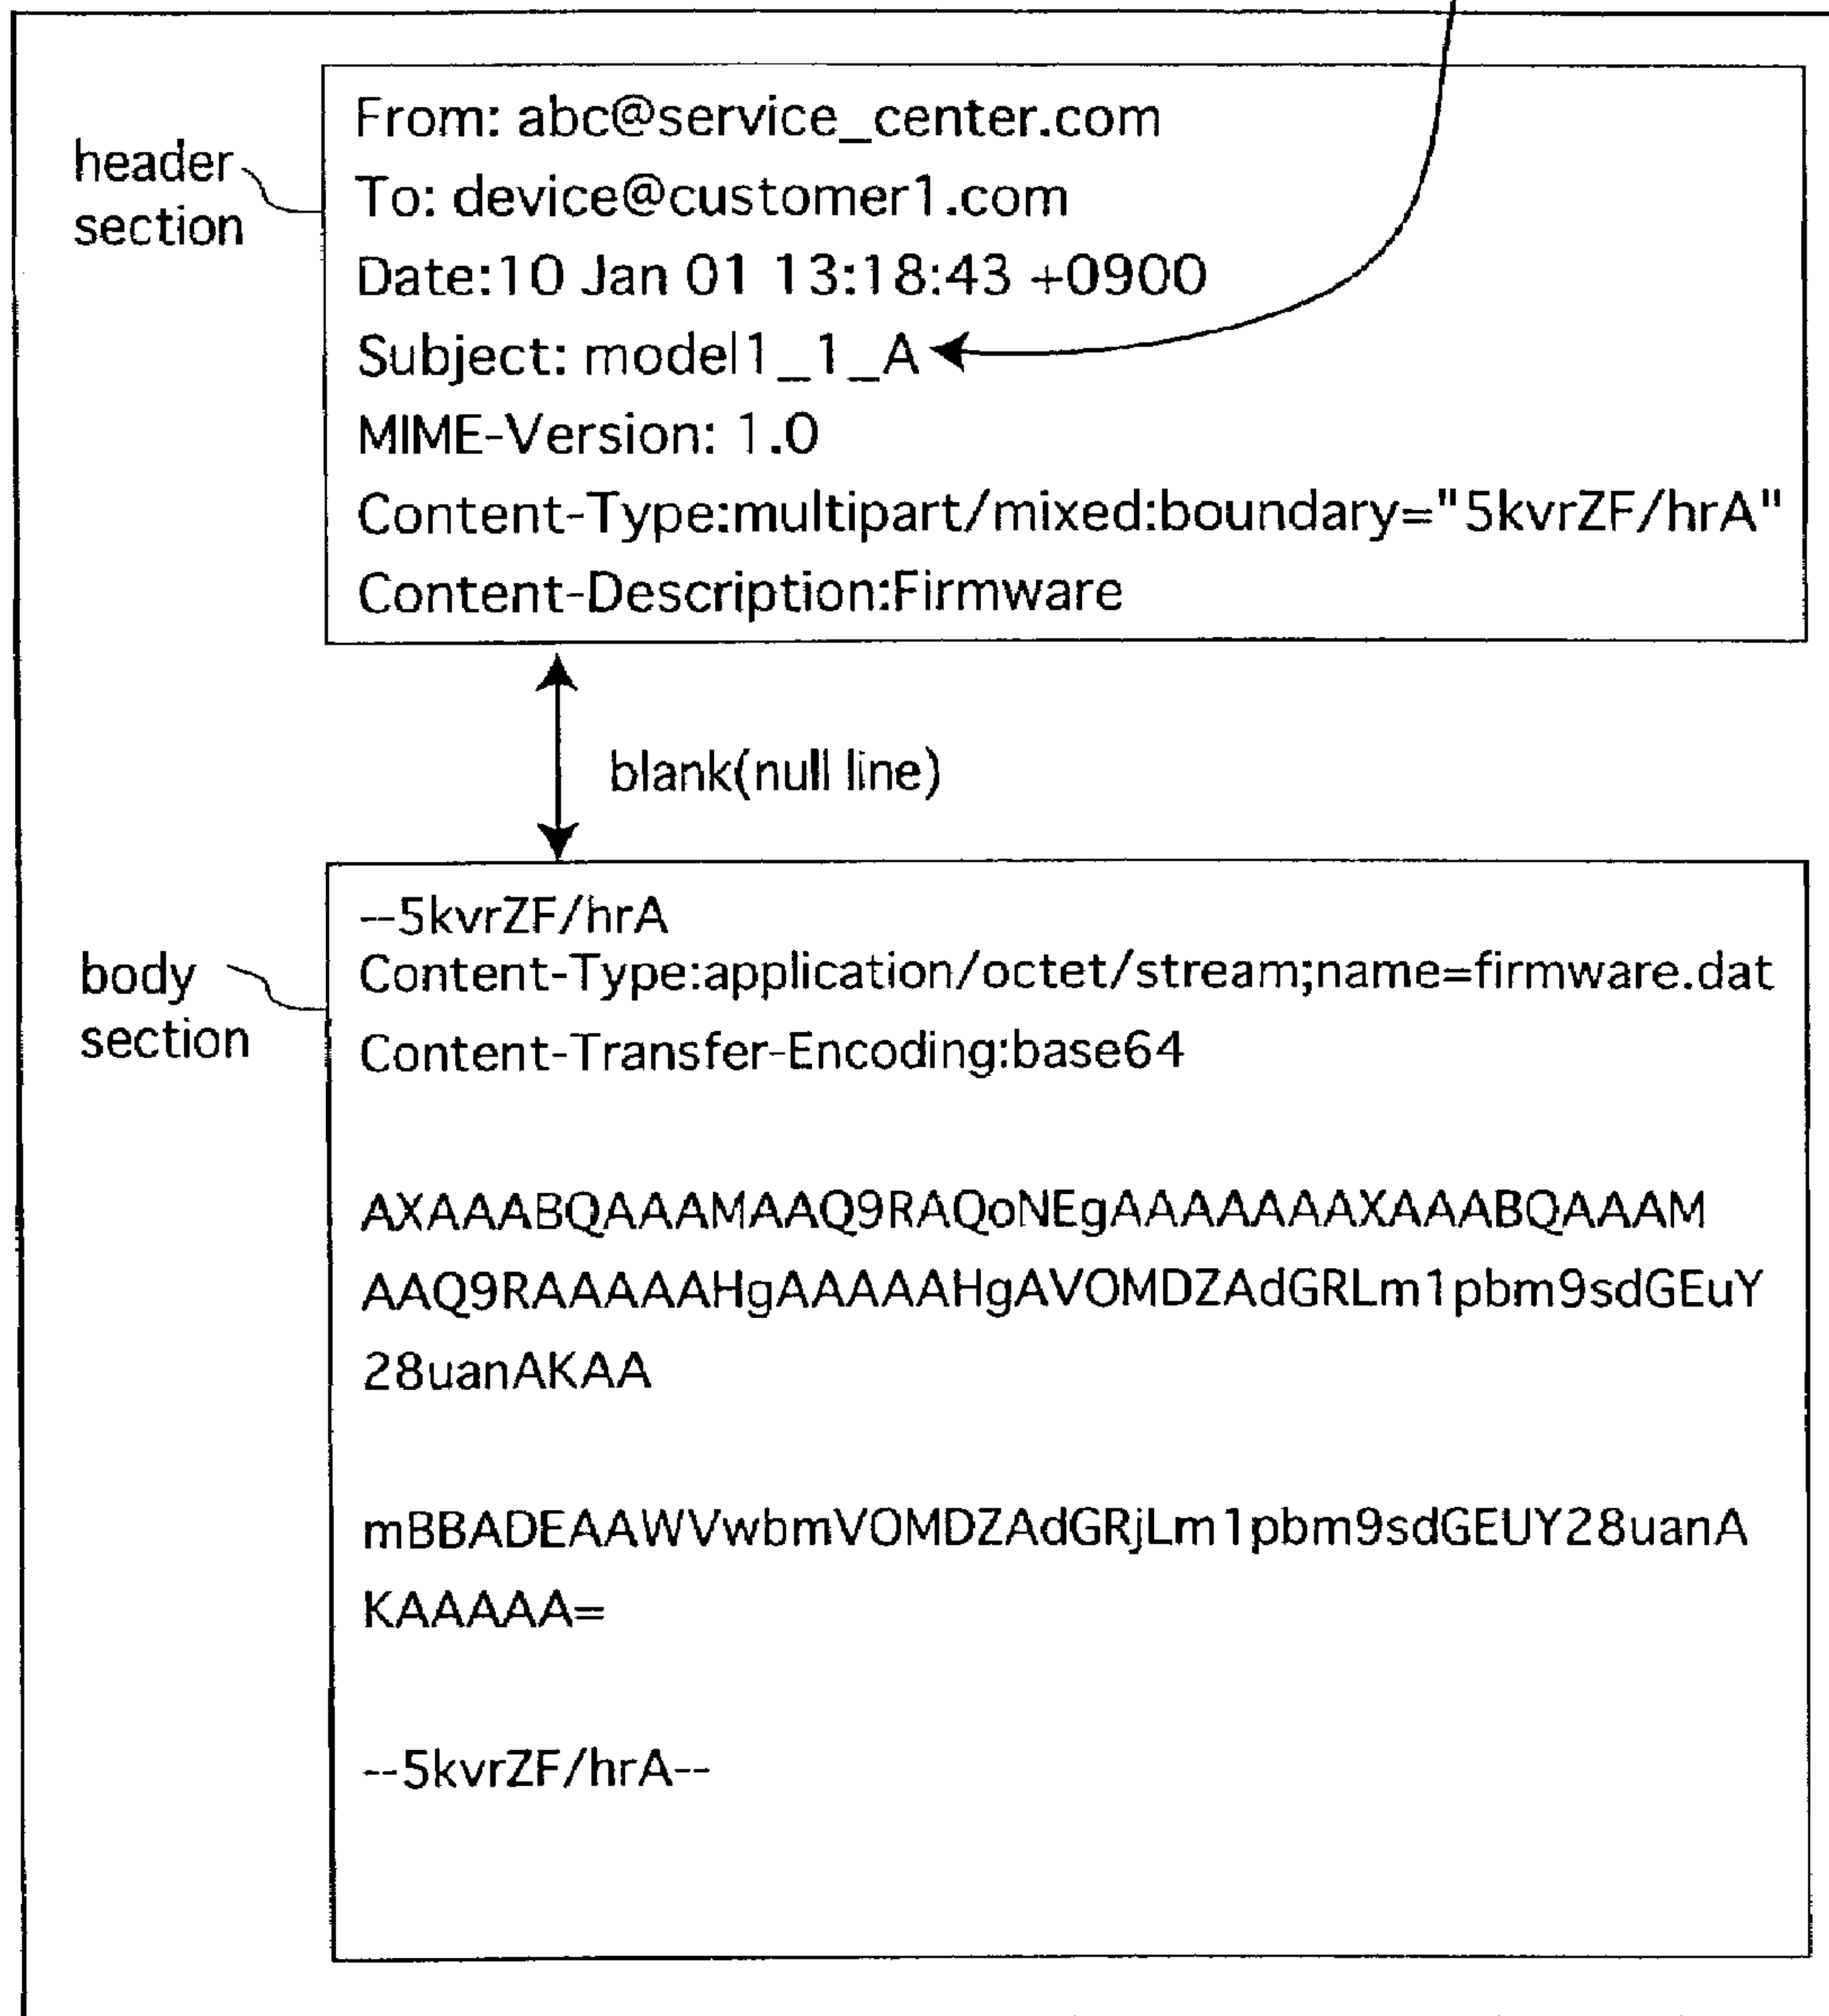 header
section
From: abc@service_center.com
To: device@customer1.com
Date:10 Jan 01 13:18:43 +0900
Subject: model1_1_A
MIME-Version: 1.0
Content-Type:multipart/mixed:boundary="5kvrZF/hrA"
Content-Description:Firmware
blank(null line)
body
section
--5kvrZF/hrA
Content-Type:application/octet/stream;name=firmware.dat
Content-Transfer-Encoding:base64
AXAAABQAAAMAAQ9RAQoNEgAAAAAAAXAAABQAAAM
AAQ9RAAAAAHgAAAAAHgAVOMDZAdGRLm1pbm9sdGEuY
28uanAKAA
mBBADEAAWVwbmVOMDZAdGRjLm1pbm9sdGEUY28uanA
KAAAAA=
--5kvrZF/hrA--